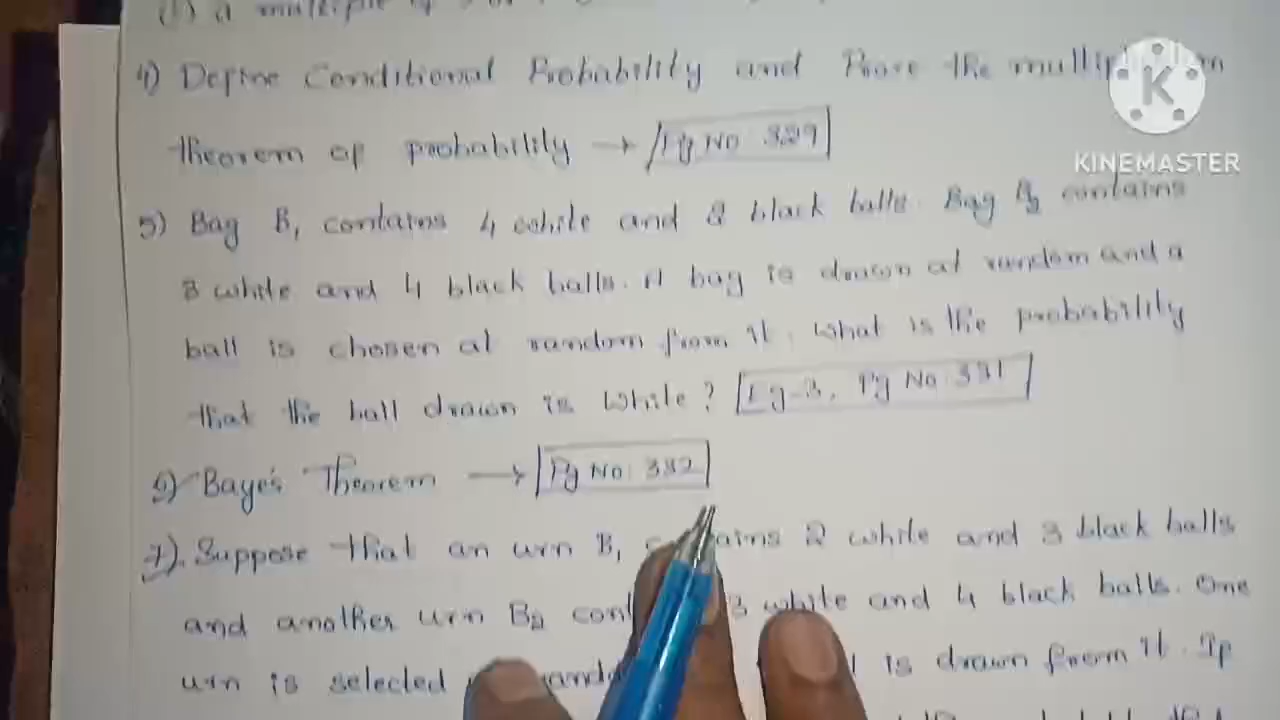 a multiple of
4) Define Conditional Probability and Prove the
KINEMASTER
theorem of probability → Pg No 329
5) Bag B1 contains 4 white and 2 black balls. Bag B2 contains
3 white and 4 black balls. A bag is drawn at random and a
ball is chosen at random from it. What is the probability
that the ball drawn is White? Eg-3, Pg No. 331
6) Baye's Theorem → Pg No: 332
7). Suppose that an urn B1 2 white and 3 black balls
and another urn B2 3 white and 4 black balls. One
urn is selected is drawn from it. If